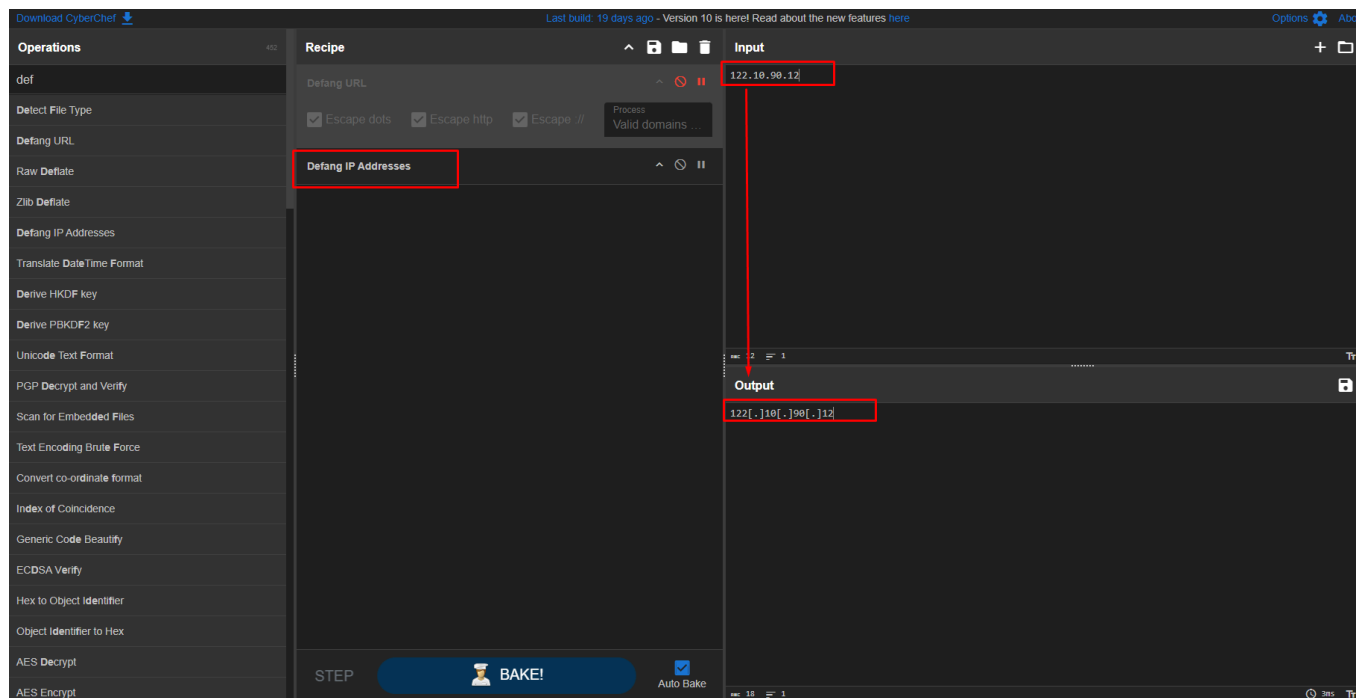 Download CyberChef
Last build: 19 days ago - Version 10 is here! Read about the new features here
Options
Abo
Operations
452
def
Detect File Type
Defang URL
Raw Deflate
Zlib Deflate
Defang IP Addresses
Translate DateTime Format
Derive HKDF key
Derive PBKDF2 key
Unicode Text Format
PGP Decrypt and Verify
Scan for Embedded Files
Text Encoding Brute Force
Convert co-ordinate format
Index of Coincidence
Generic Code Beautify
ECDSA Verify
Hex to Object Identifier
Object Identifier to Hex
AES Decrypt
AES Encrypt
Recipe
Defang URL
Escape dots
Escape http
Escape ://
Process
Valid domains ...
Defang IP Addresses
STEP
BAKE!
Auto Bake
Input
122.10.90.12
12
1
Tr
Output
122[.]10[.]90[.]12
18
1
3ms
Tr